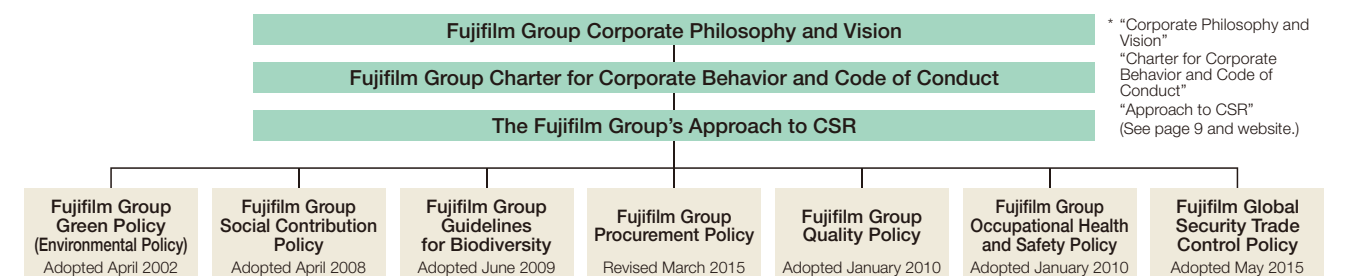 Fujifilm Group Corporate Philosophy and Vision
Fujifilm Group Charter for Corporate Behavior and Code of Conduct
The Fujifilm Group’s Approach to CSR
* “Corporate Philosophy and
Vision”
“Charter for Corporate
Behavior and Code of
Conduct”
“Approach to CSR”
(See page 9 and website.)
Fujifilm Group
Green Policy
(Environmental Policy)
Adopted April 2002
Fujifilm Group
Social Contribution
Policy
Adopted April 2008
Fujifilm Group
Guidelines
for Biodiversity
Adopted June 2009
Fujifilm Group
Procurement Policy
Revised March 2015
Fujifilm Group
Quality Policy
Adopted January 2010
Fujifilm Group
Occupational Health
and Safety Policy
Adopted January 2010
Fujifilm Global
Security Trade
Control Policy
Adopted May 2015